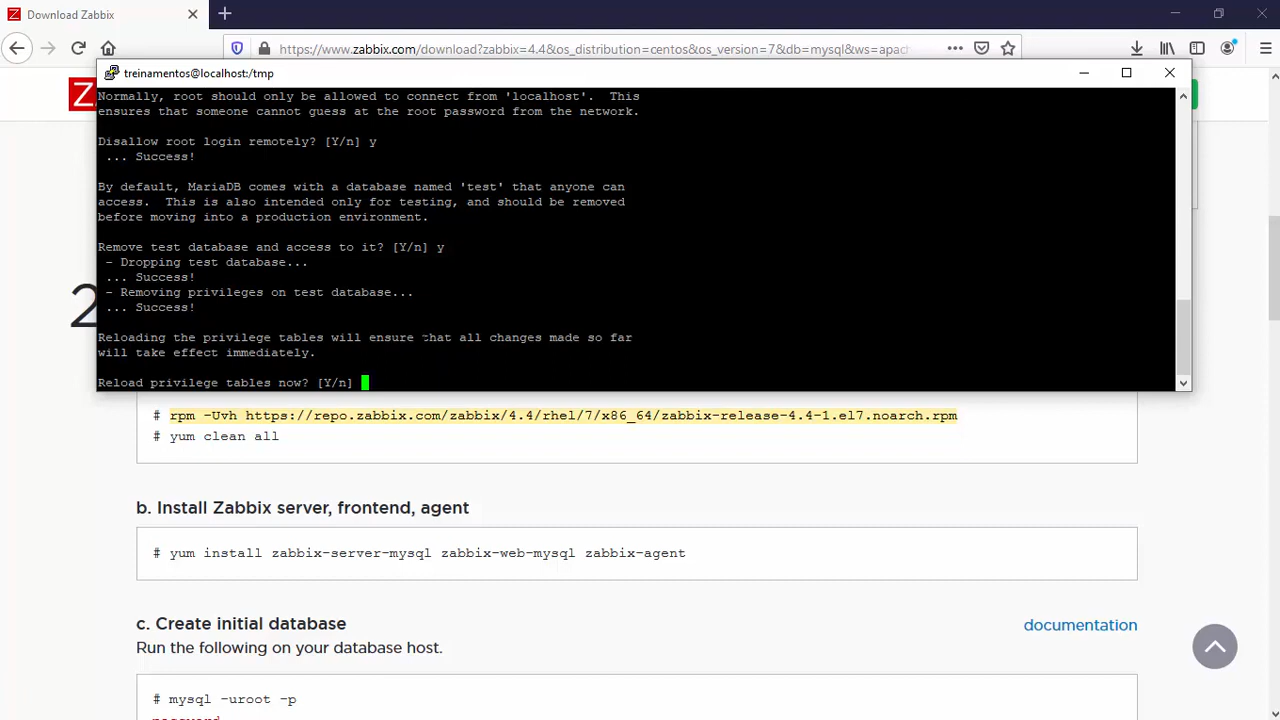 Download Zabbix
https://www.zabbix.com/download?zabbix=4.4&os_distribution=centos&os_version=7&db=mysql&ws=apac
Z
treinamentos@localhost:/tmp
Normally, root should only be allowed to connect from 'localhost'.  This
ensures that someone cannot guess at the root password from the network.
Disallow root login remotely? [Y/n] y
... Success!
By default, MariaDB comes with a database named 'test' that anyone can
access.  This is also intended only for testing, and should be removed
before moving into a production environment.
Remove test database and access to it? [Y/n] y
- Dropping test database...
... Success!
- Removing privileges on test database...
... Success!
Reloading the privilege tables will ensure that all changes made so far
will take effect immediately.
Reload privilege tables now? [Y/n]
2
# rpm -Uvh https://repo.zabbix.com/zabbix/4.4/rhel/7/x86_64/zabbix-release-4.4-1.el7.noarch.rpm
# yum clean all
b. Install Zabbix server, frontend, agent
# yum install zabbix-server-mysql zabbix-web-mysql zabbix-agent
c. Create initial database
documentation
Run the following on your database host.
# mysql -uroot -p
password